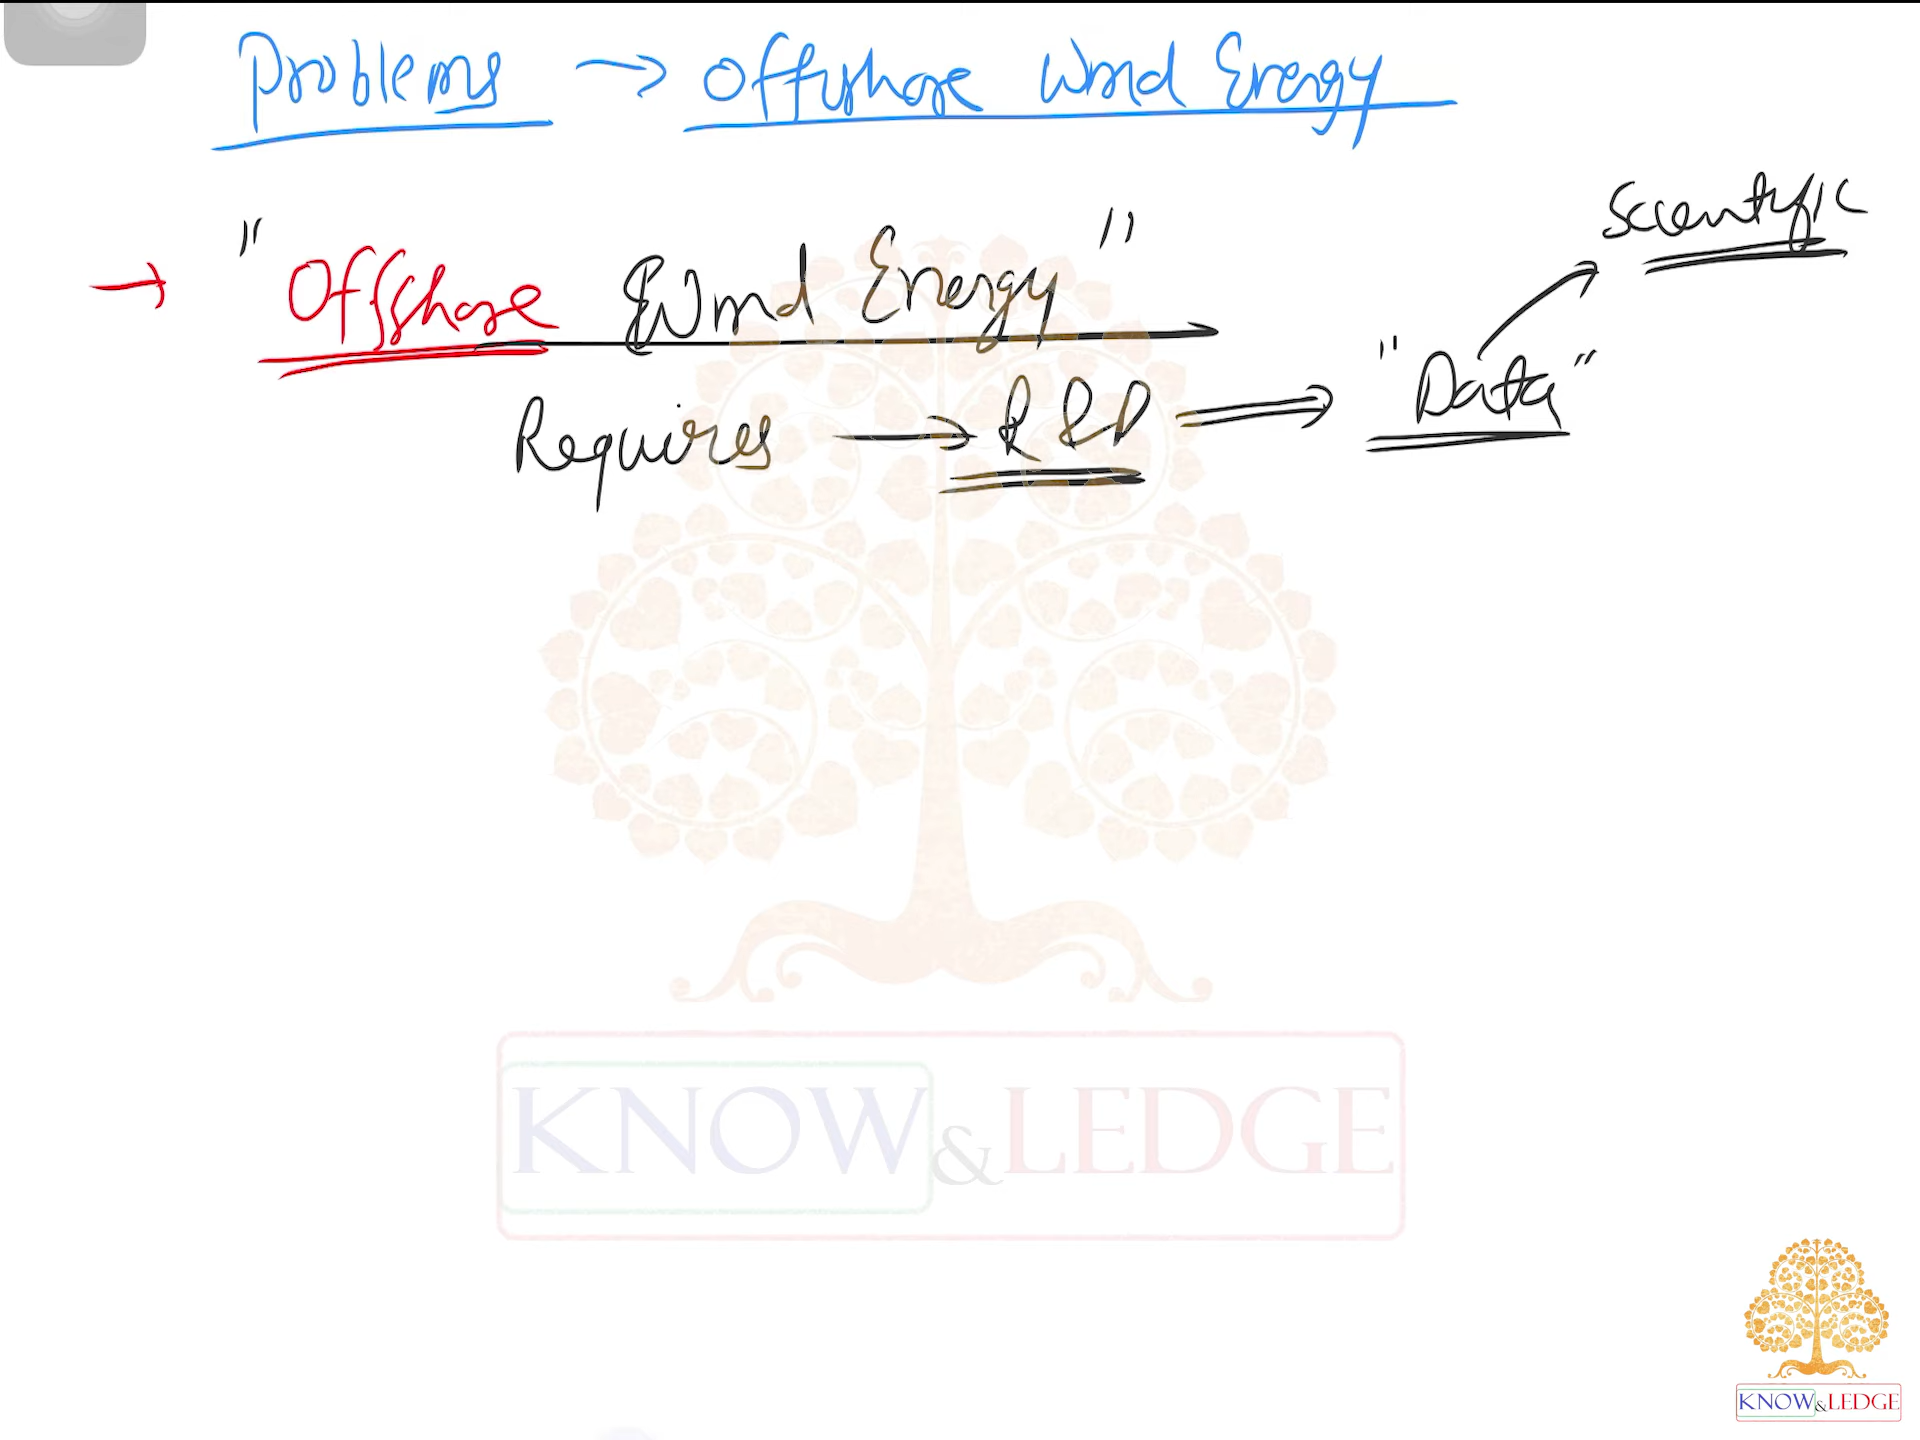 Problems → Offshore Wind Energy
Scientific
→ "Offshore Wind Energy"
Requires → R&D ⇒ "Data"
KNOW&LEDGE
KNOW&LEDGE